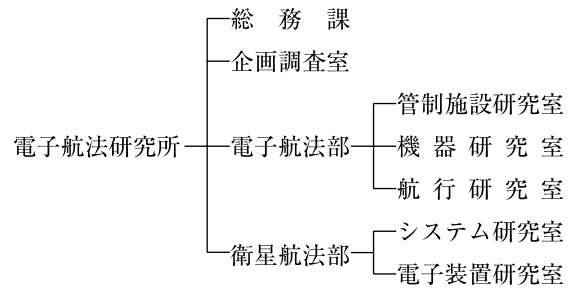 総務課
企画調査室
管制施設研究室
電子航法研究所
電子航法部
機器研究室
航行研究室
衛星航法部
システム研究室
電子装置研究室